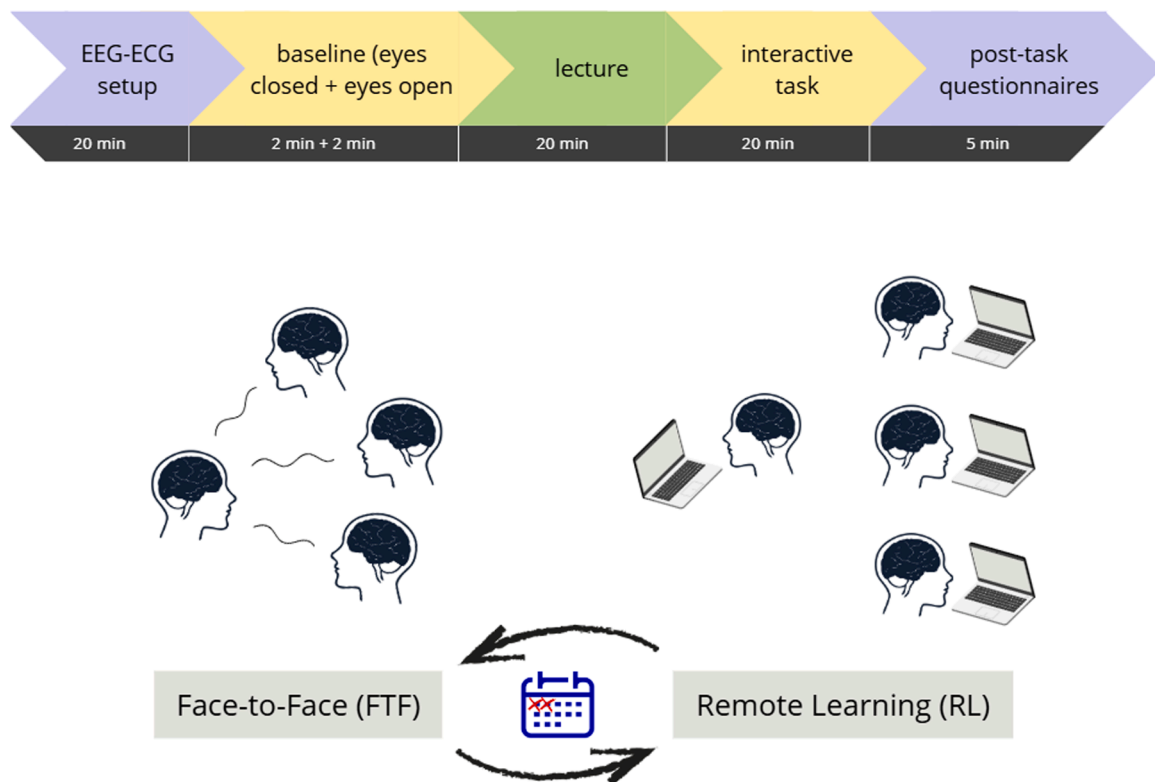 EEG-ECG
setup
baseline (eyes
closed + eyes open
lecture
interactive
task
post-task
questionnaires
20 min
2 min + 2 min
20 min
20 min
5 min
Face-to-Face (FTF)
Remote Learning (RL)